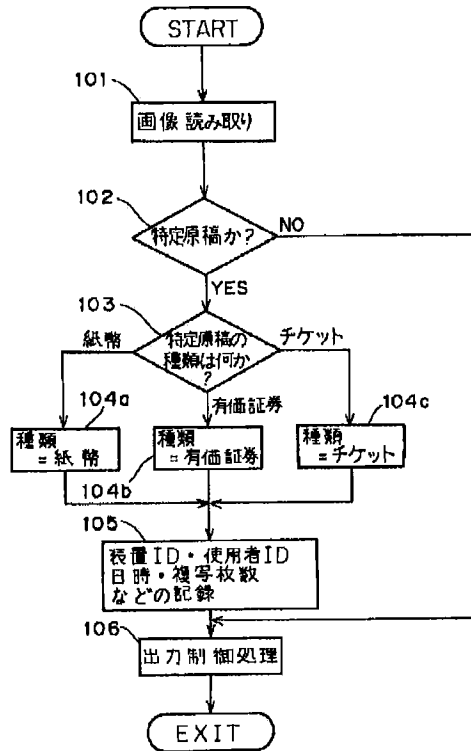 START
101
画像読み取り
102
特定原稿か?
NO
YES
103
紙幣
特定原稿の
種類は何か
?
チケット
有価証券
104a
種類
=紙幣
104b
種類
=有価証券
104c
種類
=チケット
105
装置ID・使用者ID
日時・複写枚数
などの記録
106
出力制御処理
EXIT